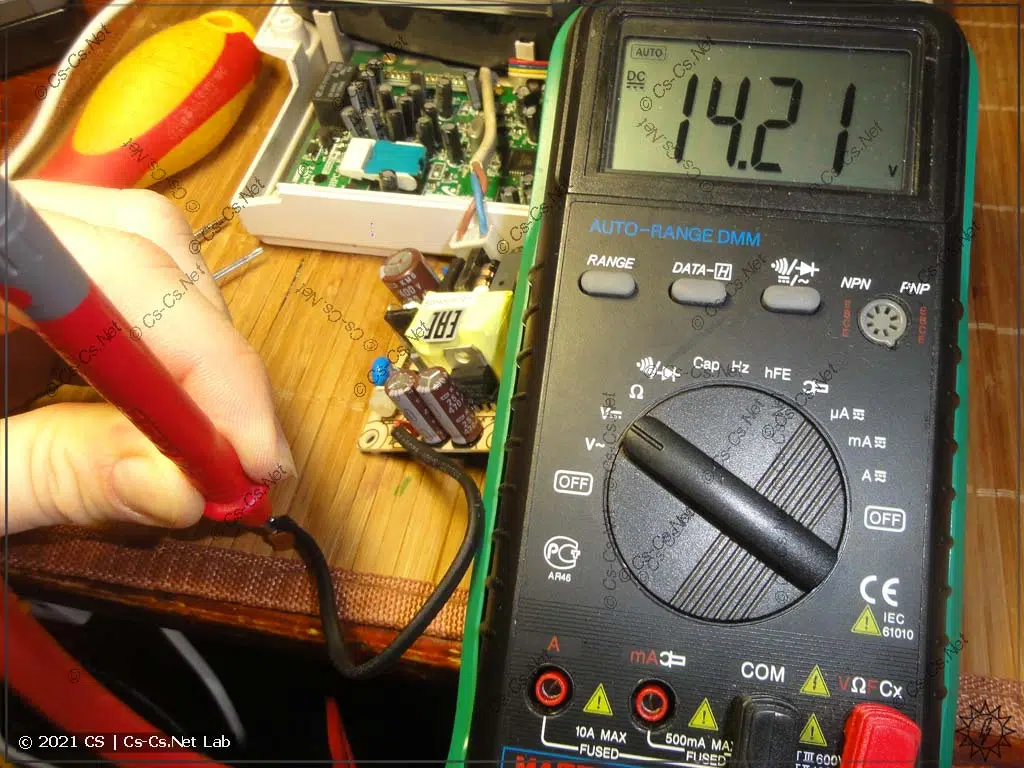 AUTO
DC
14.21
V
AUTO-RANGE DMM
RANGE
DATA-H
NPN
PNP
Cap
Hz
hFE
Ω
V
V~
µA
mA
A
OFF
OFF
AR46
CE
IEC
61010
A
mA
COM
VΩFCx
10A MAX
FUSED
500mA MAX
FUSED
600V
EAC
© Cs-Cs.Net
© 2021 CS | Cs-Cs.Net Lab